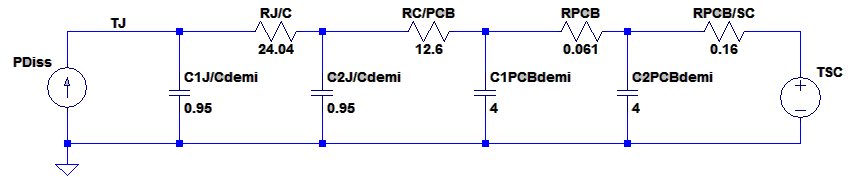 RJ/C RC/PCB RPCB RPCB/SC
TJ
24.04 12.6 0.061 0.16
PDiss TSC
C1J/Cdemi C2J/Cdemi C1PCBdemi C2PCBdemi
0.95 0.95 4 4